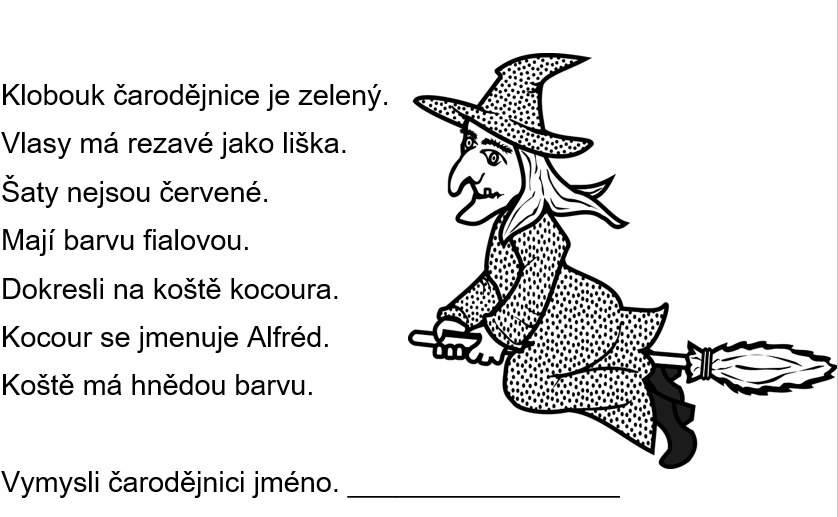 Klobouk čarodějnice je zelený.
Vlasy má rezavé jako liška.
Šaty nejsou červené.
Mají barvu fialovou.
Dokresli na koště kocoura.
Kocour se jmenuje Alfréd.
Koště má hnědou barvu.
Vymysli čarodějnici jméno. _________________